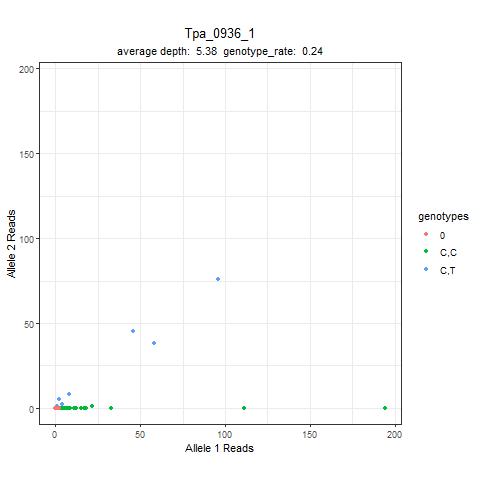 Tpa_0936_1
average depth: 5.38 genotype_rate: 0.24
200
150
100
50
0
Allele 2 Reads
0
50
100
150
200
Allele 1 Reads
genotypes
0
C,C
C,T